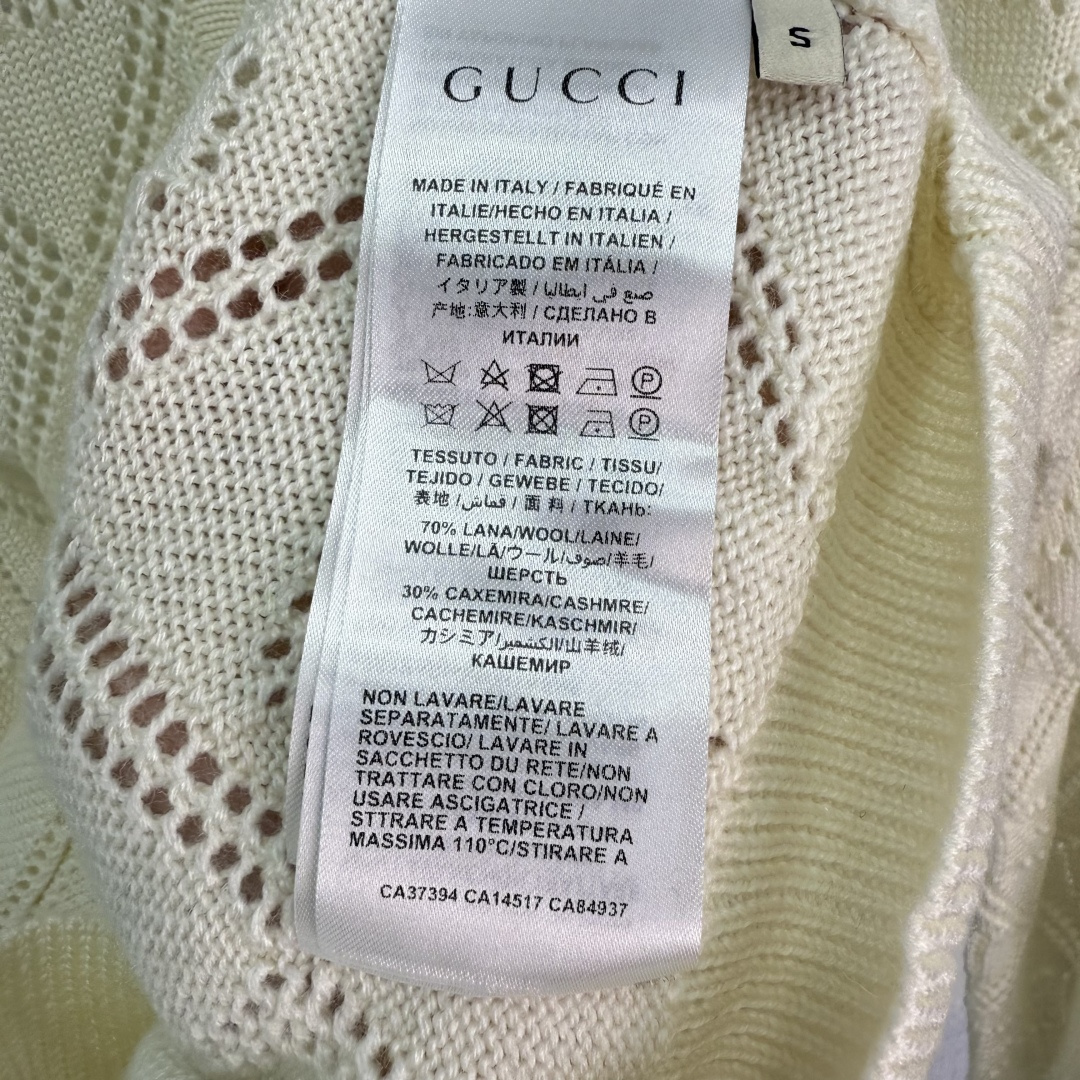 S
GUCCI
MADE IN ITALY / FABRIQUÉ EN
ITALIE/HECHO EN ITALIA /
HERGESTELLT IN ITALIEN /
FABRICADO EM ITÁLIA /
イタリア製 / صنع في ايطاليا
产地:意大利 / СДЕЛАНО В
ИТАЛИИ
P
P
TESSUTO / FABRIC / TISSU/
TEJIDO / GEWEBE / TECIDO/
表地 / قماش / 面 料 / ТКАНЬ:
70% LANA/WOOL/LAINE/
WOLLE/LÃ/ウール/صوف/羊毛/
ШЕРСТЬ
30% CAXEMIRA/CASHMRE/
CACHEMIRE/KASCHMIR/
カシミア/الكشمير/山羊绒/
КАШЕМИР
NON LAVARE/LAVARE
SEPARATAMENTE/ LAVARE A
ROVESCIO/ LAVARE IN
SACCHETTO DU RETE/NON
TRATTARE CON CLORO/NON
USARE ASCIGATRICE /
STTRARE A TEMPERATURA
MASSIMA 110°C/STIRARE A
CA37394 CA14517 CA84937